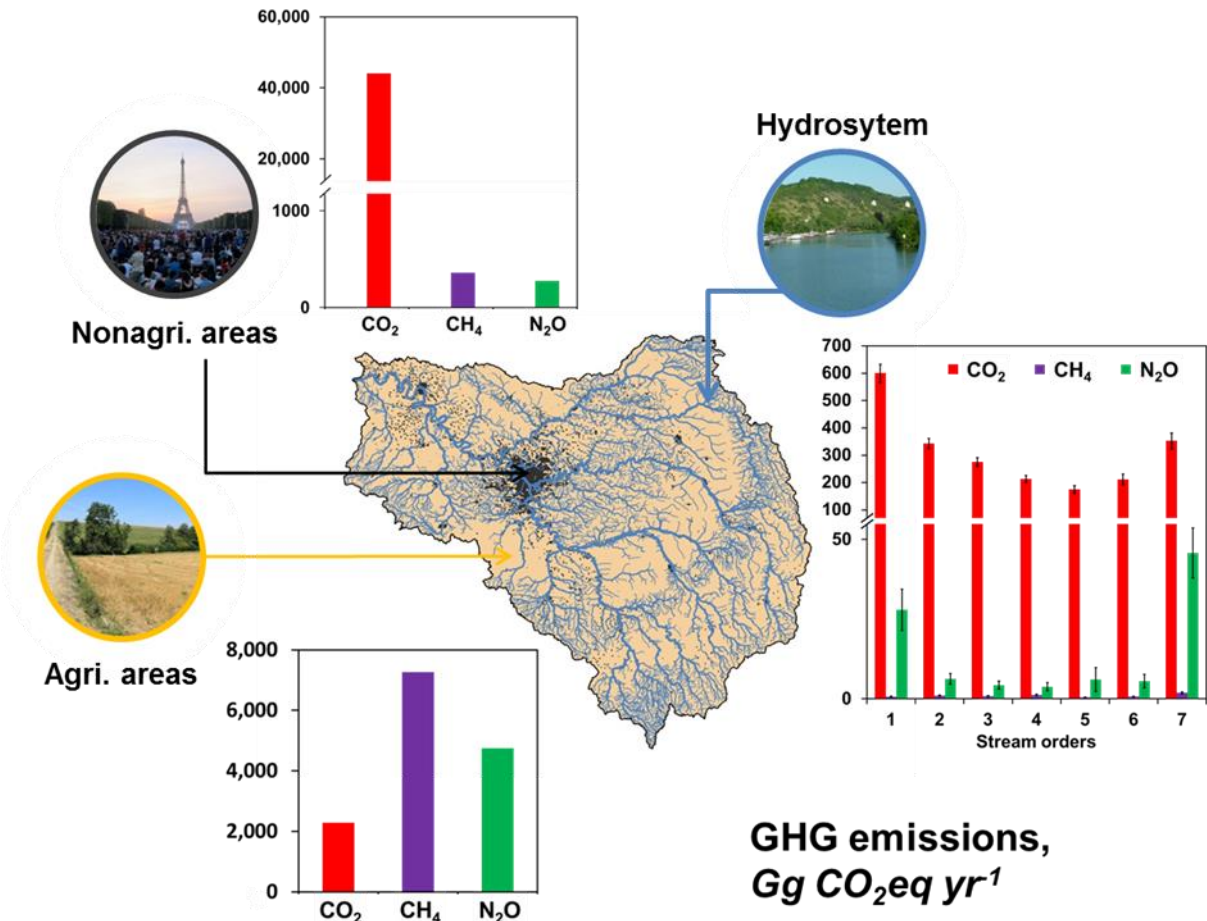 60,000
40,000
20,000
1000
0
CO₂ CH₄ N₂O
Nonagri. areas
Hydrosytem
700
600
500
400
300
200
100
50
0
CO₂ CH₄ N₂O
1 2 3 4 5 6 7
Stream orders
Agri. areas
8,000
6,000
4,000
2,000
0
CO₂ CH₄ N₂O
GHG emissions,
Gg CO₂eq yr⁻¹